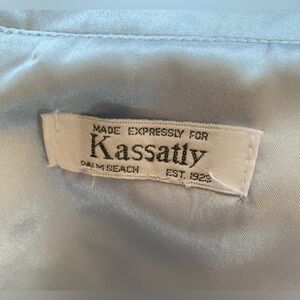 MADE EXPRESSLY FOR
Kassatly
PALM BEACH EST. 1923